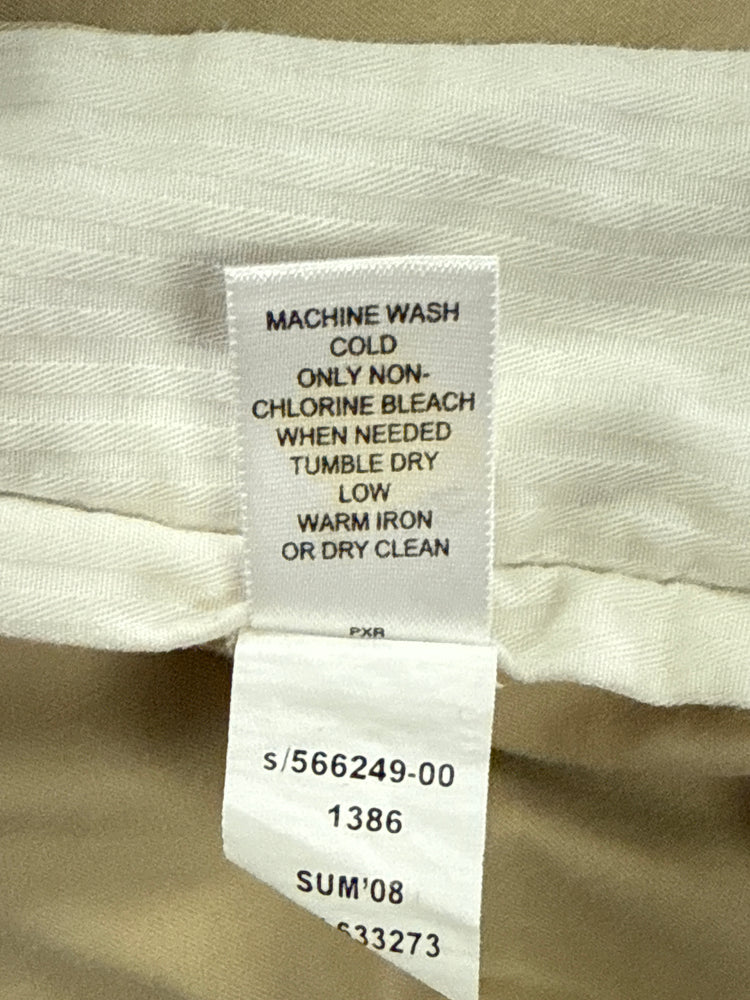 MACHINE WASH
COLD
ONLY NON-
CHLORINE BLEACH
WHEN NEEDED
TUMBLE DRY
LOW
WARM IRON
OR DRY CLEAN
PXR
s/566249-00
1386
SUM'08
633273